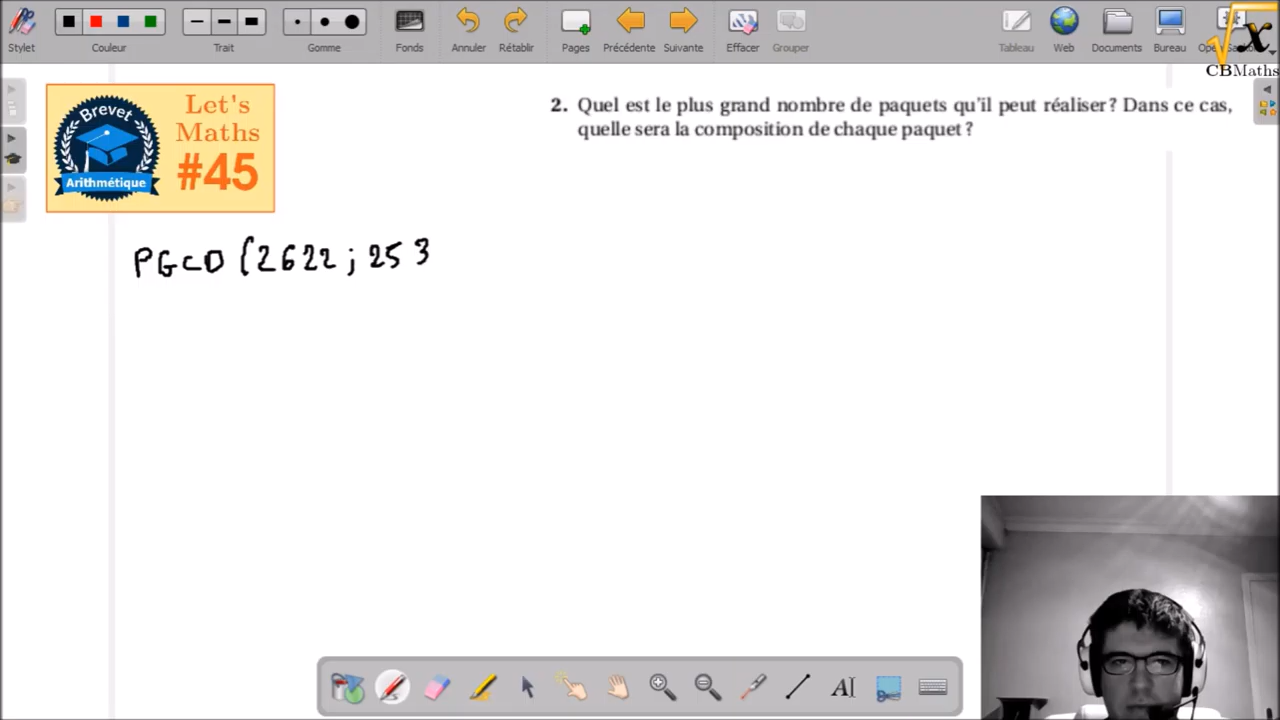 Stylet
Couleur
Trait
Gomme
Fonds
Annuler
Rétablir
Pages
Précédente
Suivante
Effacer
Grouper
Tableau
Web
Documents
Bureau
CBMaths
Brevet
Arithmétique
Let's
Maths
#45
2. Quel est le plus grand nombre de paquets qu'il peut réaliser ? Dans ce cas,
quelle sera la composition de chaque paquet ?
PGCD (2622 ; 253